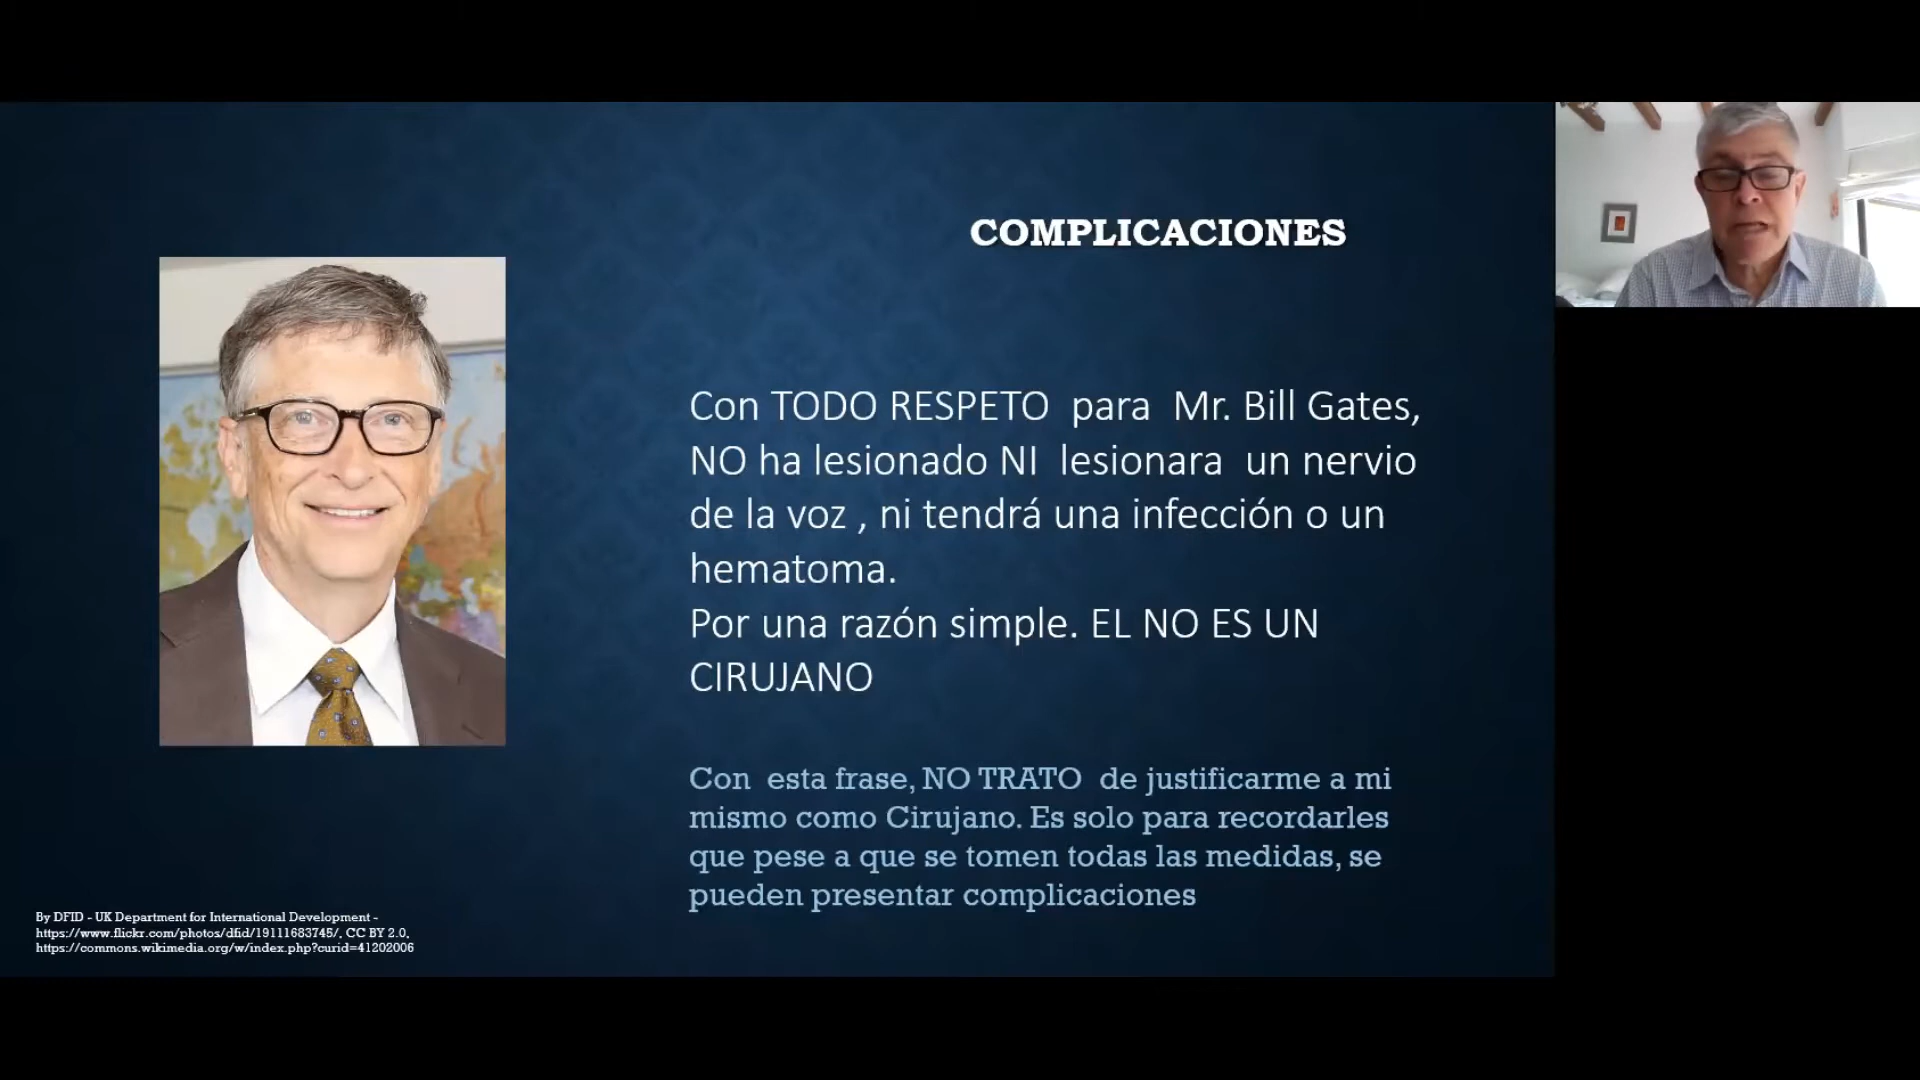 COMPLICACIONES
Con TODO RESPETO para Mr. Bill Gates,
NO ha lesionado NI lesionara un nervio
de la voz , ni tendrá una infección o un
hematoma.
Por una razón simple. EL NO ES UN
CIRUJANO
Con esta frase, NO TRATO de justificarme a mi
mismo como Cirujano. Es solo para recordarles
que pese a que se tomen todas las medidas, se
pueden presentar complicaciones
By DFID - UK Department for International Development -
https://www.flickr.com/photos/dfid/19111683745/, CC BY 2.0,
https://commons.wikimedia.org/w/index.php?curid=41202006